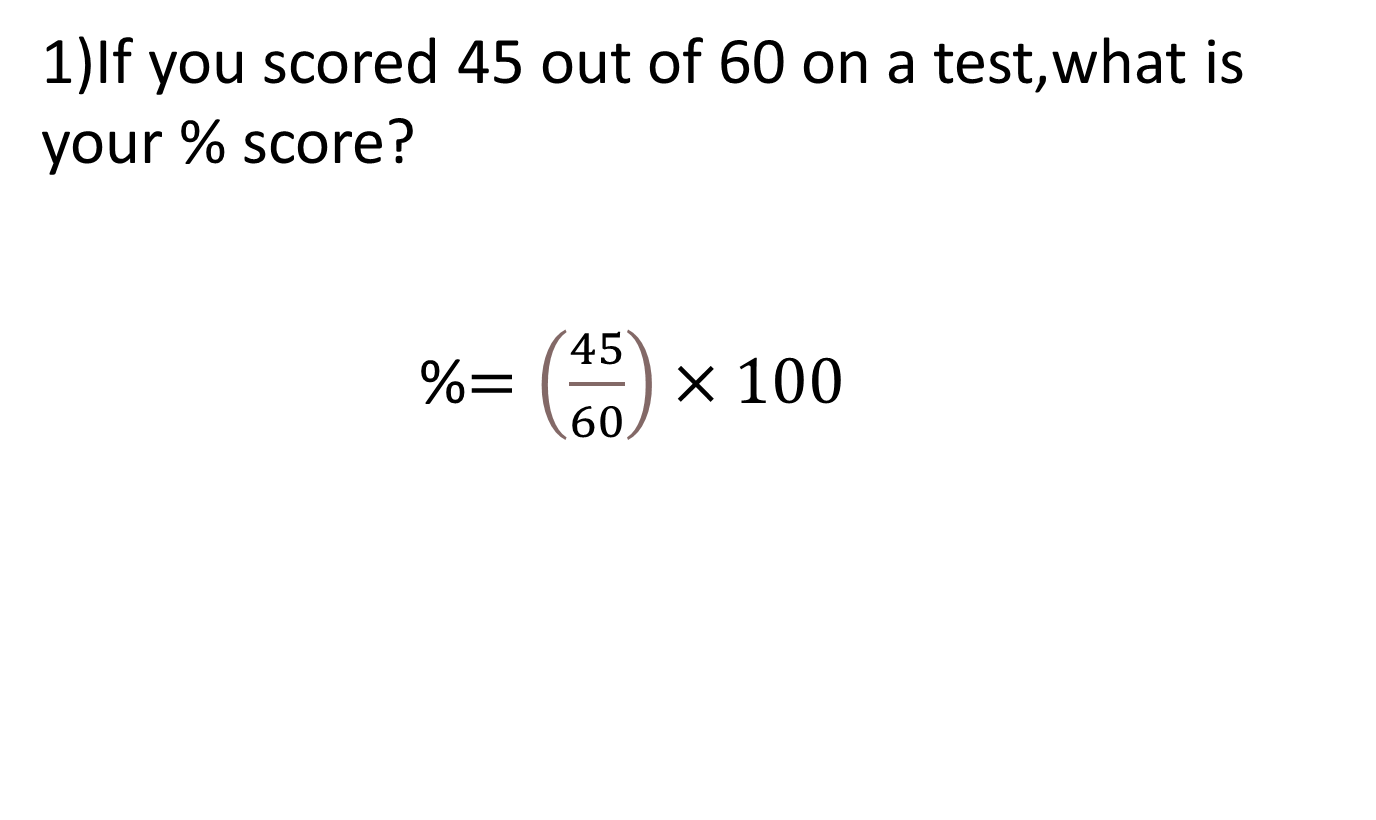 1)If you scored 45 out of 60 on a test,what is
your % score?
%= (45/60) × 100